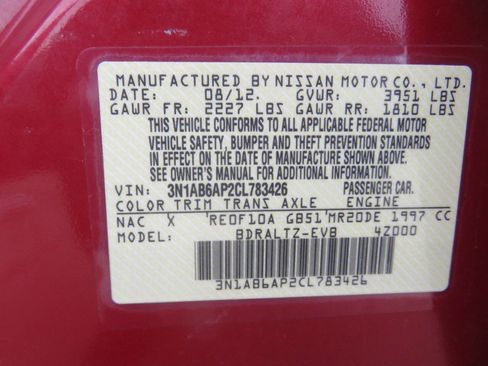 MANUFACTURED BY NISSAN MOTOR CO., LTD.
DATE: 08/12. GVWR: 3951 LBS
GAWR FR: 2227 LBS GAWR RR: 1810 LBS
THIS VEHICLE CONFORMS TO ALL APPLICABLE FEDERAL MOTOR
VEHICLE SAFETY, BUMPER, AND THEFT PREVENTION STANDARDS
IN EFFECT ON THE DATE OF MANUFACTURE SHOWN ABOVE.
SEE OWNER'S MANUAL FOR ADDITIONAL INFORMATION.
VIN: 3N1AB6AP2CL783426 PASSENGER CAR.
COLOR TRIM TRANS AXLE ENGINE
NAC X RE0F10A GB51 MR20DE 1997 CC
MODEL: BDRALTZ-EVB 4Z000
3N1AB6AP2CL783426